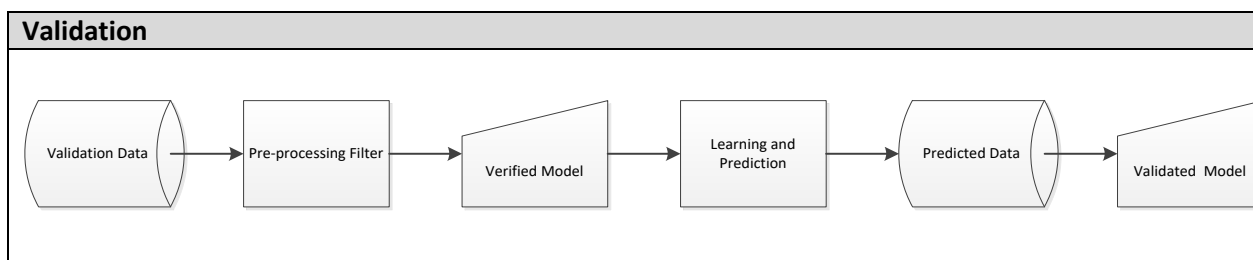 Validation
Validation Data
Pre-processing Filter
Verified Model
Learning and
Prediction
Predicted Data
Validated  Model